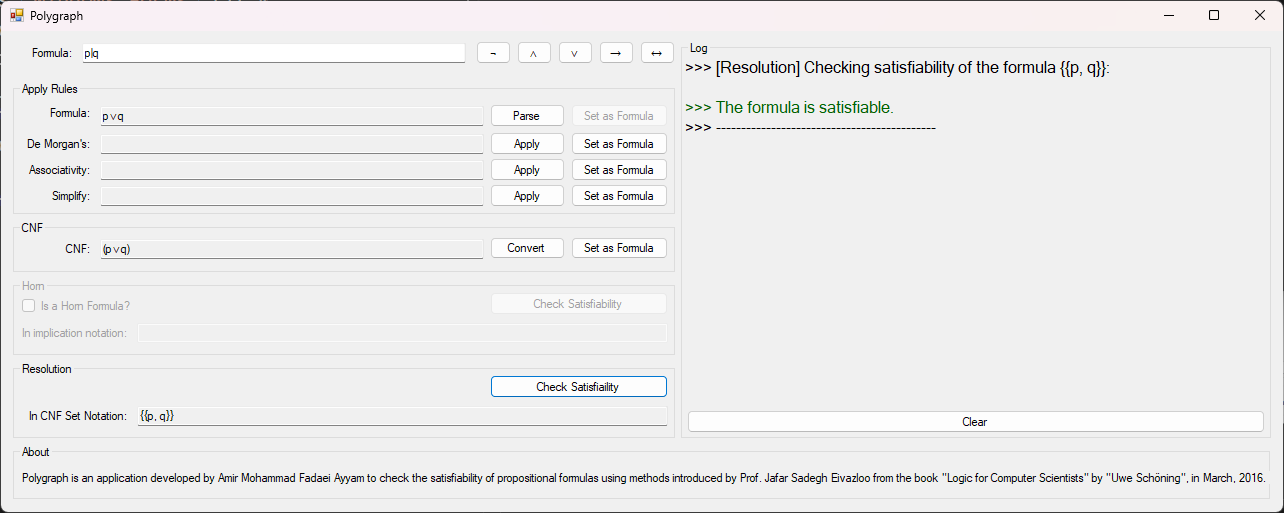 Polygraph
Formula: p|q ¬ ∧ ∨ → ↔
Apply Rules
Formula: p∨q Parse Set as Formula
De Morgan's: Apply Set as Formula
Associativity: Apply Set as Formula
Simplify: Apply Set as Formula
CNF
CNF: (p∨q) Convert Set as Formula
Horn
Is a Horn Formula? Check Satisfiability
In implication notation:
Resolution
Check Satisfiaility
In CNF Set Notation: {{p, q}}
Log
>>> [Resolution] Checking satisfiability of the formula {{p, q}}:
>>> The formula is satisfiable.
>>> --------------------------------------------
Clear
About
Polygraph is an application developed by Amir Mohammad Fadaei Ayyam to check the satisfiability of propositional formulas using methods introduced by Prof. Jafar Sadegh Eivazloo from the book "Logic for Computer Scientists" by "Uwe Schöning", in March, 2016.